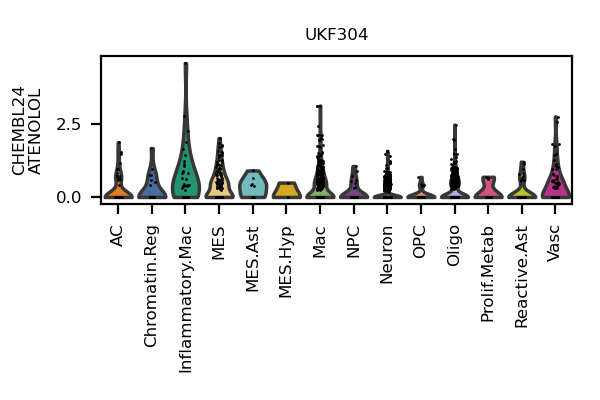 UKF304
CHEMBL24
ATENOLOL
2.5
0.0
AC
Chromatin.Reg
Inflammatory.Mac
MES
MES.Ast
MES.Hyp
Mac
NPC
Neuron
OPC
Oligo
Prolif.Metab
Reactive.Ast
Vasc